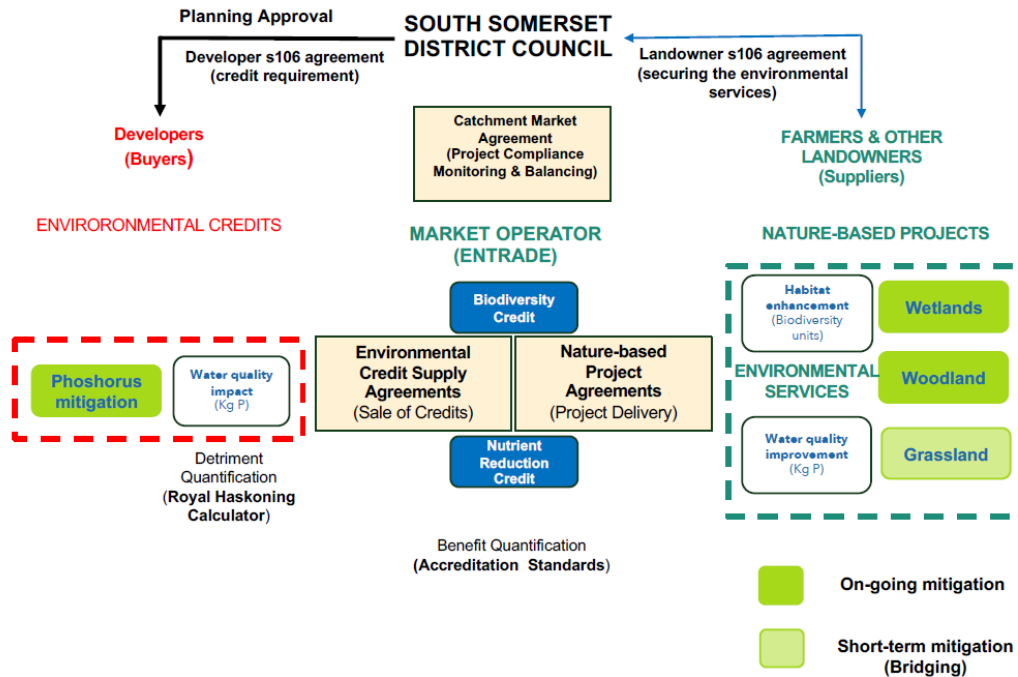 Planning Approval
SOUTH SOMERSET
DISTRICT COUNCIL
Developer s106 agreement
(credit requirement)
Landowner s106 agreement
(securing the environmental
services)
Developers
(Buyers)
Catchment Market
Agreement
(Project Compliance
Monitoring & Balancing)
FARMERS & OTHER
LANDOWNERS
(Suppliers)
ENVIRORONMENTAL CREDITS
MARKET OPERATOR
(ENTRADE)
NATURE-BASED PROJECTS
Biodiversity
Credit
Habitat
enhancement
(Biodiversity
units)
Wetlands
Phoshorus
mitigation
Water quality
impact
(Kg P)
Environmental
Credit Supply
Agreements
(Sale of Credits)
Nature-based
Project
Agreements
(Project Delivery)
ENVIRONMENTAL
SERVICES
Woodland
Nutrient
Reduction
Credit
Water quality
improvement
(Kg P)
Grassland
Detriment
Quantification
(Royal Haskoning
Calculator)
Benefit Quantification
(Accreditation Standards)
On-going mitigation
Short-term mitigation
(Bridging)